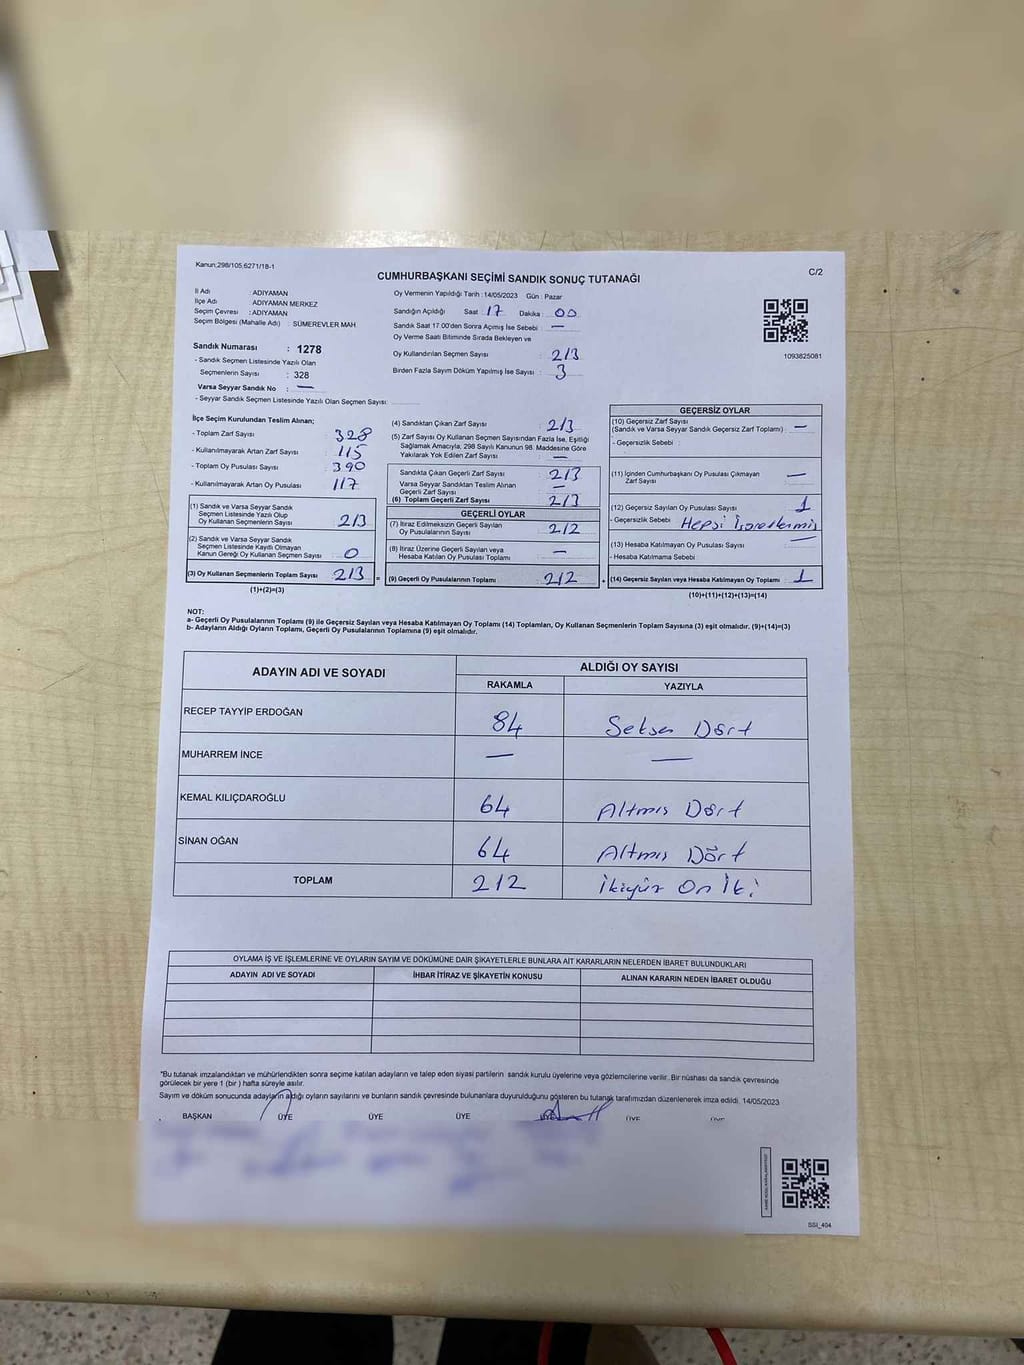 Kanun;298/105;6271/18-1
C/2
CUMHURBAŞKANI SEÇİMİ SANDIK SONUÇ TUTANAĞI
İl Adı : ADIYAMAN
İlçe Adı : ADIYAMAN MERKEZ
Seçim Çevresi : ADIYAMAN
Seçim Bölgesi (Mahalle Adı) : SÜMEREVLER MAH.
Sandık Numarası : 1278
- Sandık Seçmen Listesinde Yazılı Olan
Seçmenlerin Sayısı : 328
Varsa Seyyar Sandık No : —
- Seyyar Sandık Seçmen Listesinde Yazılı Olan Seçmen Sayısı:
Oy Vermenin Yapıldığı Tarih : 14/05/2023 Gün : Pazar
Sandığın Açıldığı Saat : 17 Dakika : 00
Sandık Saat 17.00'den Sonra Açımış İse Sebebi : —
Oy Verme Saati Bitiminde Sırada Bekleyen ve
Oy Kullandırılan Seçmen Sayısı : 213
Birden Fazla Sayım Döküm Yapılmış İse Sayısı : 3
1093825081
İlçe Seçim Kurulundan Teslim Alınan;
- Toplam Zarf Sayısı : 328
- Kullanılmayarak Artan Zarf Sayısı : 115
- Toplam Oy Pusulası Sayısı : 390
- Kullanılmayarak Artan Oy Pusulası : 117
(1) Sandık ve Varsa Seyyar Sandık
Seçmen Listesinde Yazılı Olup
Oy Kullanan Seçmenlerin Sayısı : 213
(2) Sandık ve Varsa Seyyar Sandık
Seçmen Listesinde Kayıtlı Olmayan
Kanun Gereği Oy Kullanan Seçmen Sayısı : 0
(3) Oy Kullanan Seçmenlerin Toplam Sayısı : 213 =
(1)+(2)=(3)
(4) Sandıktan Çıkan Zarf Sayısı : 213
(5) Zarf Sayısı Oy Kullanan Seçmen Sayısından Fazla İse, Eşitliği
Sağlamak Amacıyla, 298 Sayılı Kanunun 98. Maddesine Göre
Yakılarak Yok Edilen Zarf Sayısı : —
Sandıkta Çıkan Geçerli Zarf Sayısı : 213
Varsa Seyyar Sandıktan Teslim Alınan
Geçerli Zarf Sayısı : —
(6) Toplam Geçerli Zarf Sayısı : 213
GEÇERLİ OYLAR
(7) İtiraz Edilmeksizin Geçerli Sayılan
Oy Pusulalarının Sayısı : 212
(8) İtiraz Üzerine Geçerli Sayılan veya
Hesaba Katılan Oy Pusulası Toplamı : —
(9) Geçerli Oy Pusulalarının Toplamı : 212 +
GEÇERSİZ OYLAR
(10) Geçersiz Zarf Sayısı
(Sandık ve Varsa Seyyar Sandık Geçersiz Zarf Toplamı) : —
- Geçersizlik Sebebi :
(11) İçinden Cumhurbaşkanı Oy Pusulası Çıkmayan
Zarf Sayısı : —
(12) Geçersiz Sayılan Oy Pusulası Sayısı : 1
- Geçersizlik Sebebi : Hepsi İşaretlenmiş
(13) Hesaba Katılmayan Oy Pusulası Sayısı : —
- Hesaba Katılmama Sebebi
(14) Geçersiz Sayılan veya Hesaba Katılmayan Oy Toplamı : 1
(10)+(11)+(12)+(13)=(14)
NOT:
a- Geçerli Oy Pusulalarının Toplamı (9) ile Geçersiz Sayılan veya Hesaba Katılmayan Oy Toplamı (14) Toplamları, Oy Kullanan Seçmenlerin Toplam Sayısına (3) eşit olmalıdır. (9)+(14)=(3)
b- Adayların Aldığı Oyların Toplamı, Geçerli Oy Pusulalarının Toplamına (9) eşit olmalıdır.
ADAYIN ADI VE SOYADI
ALDIĞI OY SAYISI
RAKAMLA YAZIYLA
RECEP TAYYİP ERDOĞAN 84 Seksen Dört
MUHARREM İNCE — —
KEMAL KILIÇDAROĞLU 64 Altmış Dört
SİNAN OĞAN 64 Altmış Dört
TOPLAM 212 İkiyüz On İki
OYLAMA İŞ VE İŞLEMLERİNE VE OYLARIN SAYIM VE DÖKÜMÜNE DAİR ŞİKAYETLERLE BUNLARA AİT KARARLARIN NELERDEN İBARET BULUNDUKLARI
ADAYIN ADI VE SOYADI İHBAR İTİRAZ VE ŞİKAYETİN KONUSU ALINAN KARARIN NEDEN İBARET OLDUĞU
*Bu tutanak imzalandıktan ve mühürlendikten sonra seçime katılan adayların ve talep eden siyasi partilerin sandık kurulu üyelerine veya gözlemcilerine verilir. Bir nüshası da sandık çevresinde
görülecek bir yere 1 (bir) hafta süreyle asılır.
Sayım ve döküm sonucunda adayların aldığı oyların sayılarını ve bunların sandık çevresinde bulunanlara duyurulduğunu gösteren bu tutanak tarafımızdan düzenlenerek imza edildi. 14/05/2023
BAŞKAN ÜYE ÜYE ÜYE ÜYE ÜYE ÜYE
SSI_404